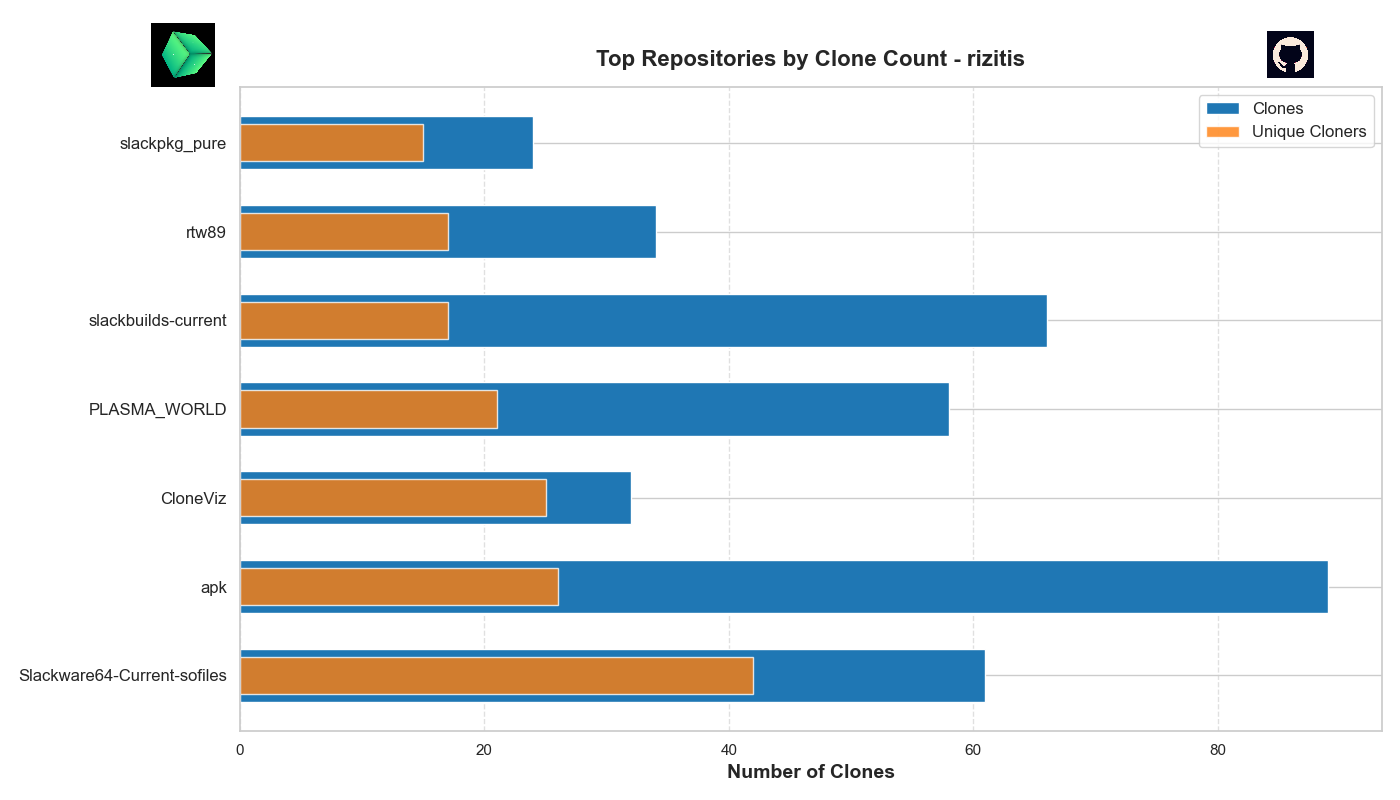 Top Repositories by Clone Count - rizitis
Clones
Unique Cloners
slackpkg_pure
rtw89
slackbuilds-current
PLASMA_WORLD
CloneViz
apk
Slackware64-Current-sofiles
0 20 40 60 80
Number of Clones